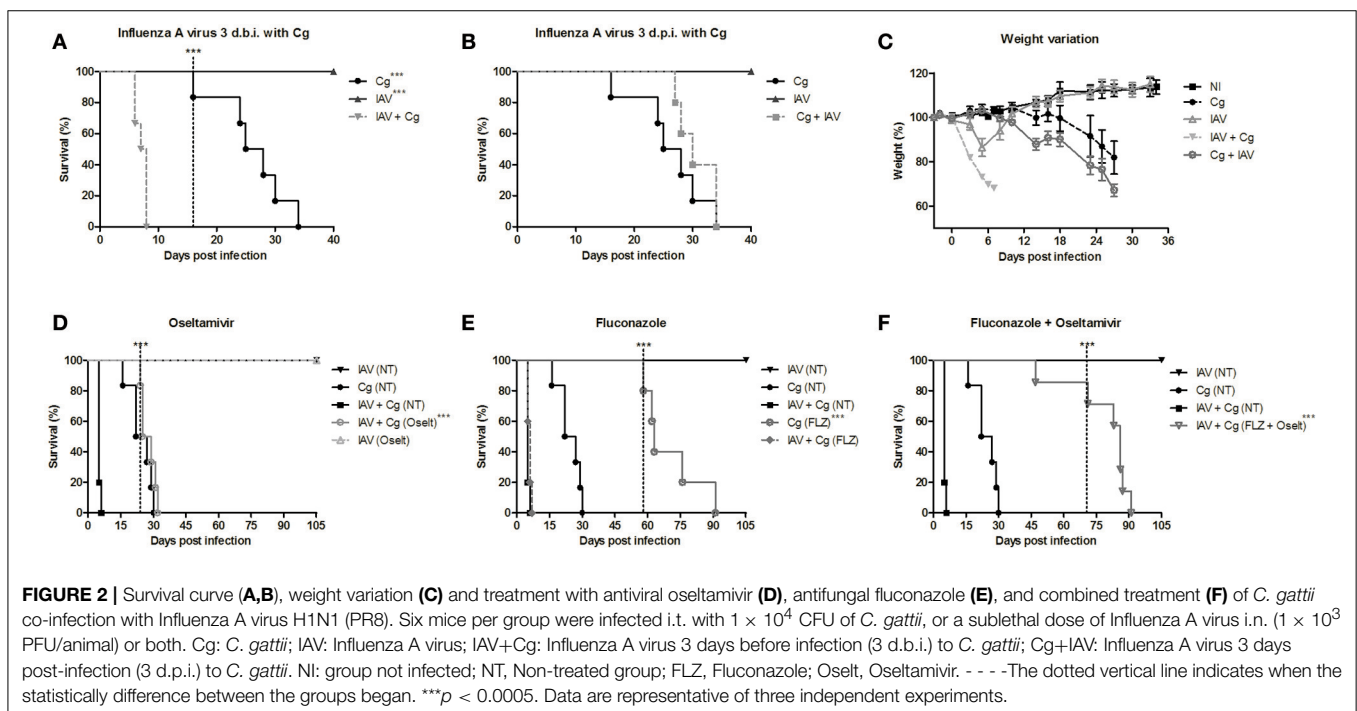 A
Influenza A virus 3 d.b.i. with Cg
***
Survival (%)
100
80
60
40
20
0
0 10 20 30 40
Days post infection
Cg***
IAV***
IAV + Cg
B
Influenza A virus 3 d.p.i. with Cg
Survival (%)
100
80
60
40
20
0
0 10 20 30 40
Days post infection
Cg
IAV
Cg + IAV
C
Weight variation
Weight (%)
120
100
80
60
0 6 12 18 24 30 36
Days post infection
NI
Cg
IAV
IAV + Cg
Cg + IAV
D
Oseltamivir
***
Survival (%)
100
80
60
40
20
0
0 15 30 45 60 75 90 105
Days post infection
IAV (NT)
Cg (NT)
IAV + Cg (NT)
IAV + Cg (Oselt)***
IAV (Oselt)
E
Fluconazole
***
Survival (%)
100
80
60
40
20
0
0 15 30 45 60 75 90 105
Days post infection
IAV (NT)
Cg (NT)
IAV + Cg (NT)
Cg (FLZ)***
IAV + Cg (FLZ)
F
Fluconazole + Oseltamivir
***
Survival (%)
100
80
60
40
20
0
0 15 30 45 60 75 90 105
Days post infection
IAV (NT)
Cg (NT)
IAV + Cg (NT)
IAV + Cg (FLZ + Oselt)***
FIGURE 2 | Survival curve (A,B), weight variation (C) and treatment with antiviral oseltamivir (D), antifungal fluconazole (E), and combined treatment (F) of C. gattii
co-infection with Influenza A virus H1N1 (PR8). Six mice per group were infected i.t. with 1 × 10⁴ CFU of C. gattii, or a sublethal dose of Influenza A virus i.n. (1 × 10³
PFU/animal) or both. Cg: C. gattii; IAV: Influenza A virus; IAV+Cg: Influenza A virus 3 days before infection (3 d.b.i.) to C. gattii; Cg+IAV: Influenza A virus 3 days
post-infection (3 d.p.i.) to C. gattii. NI: group not infected; NT, Non-treated group; FLZ, Fluconazole; Oselt, Oseltamivir. - - - -The dotted vertical line indicates when the
statistically difference between the groups began. ***p < 0.0005. Data are representative of three independent experiments.